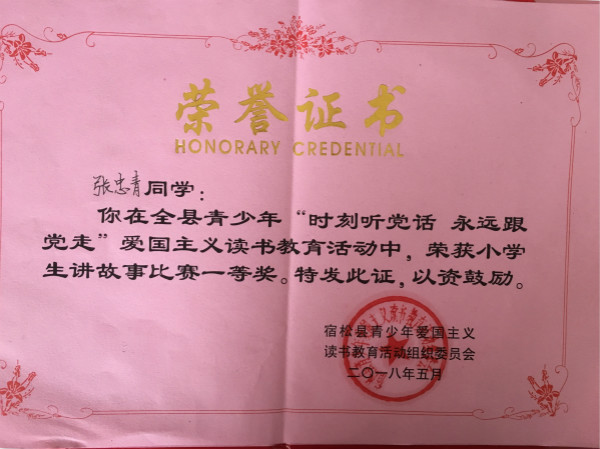 荣誉证书
HONORARY CREDENTIAL
张忠青同学：
你在全县青少年“时刻听党话 永远跟
党走”爱国主义读书教育活动中，荣获小学
生讲故事比赛一等奖。特发此证，以资鼓励。
宿松县青少年爱国主义
读书教育活动组织委员会
二〇一八年五月